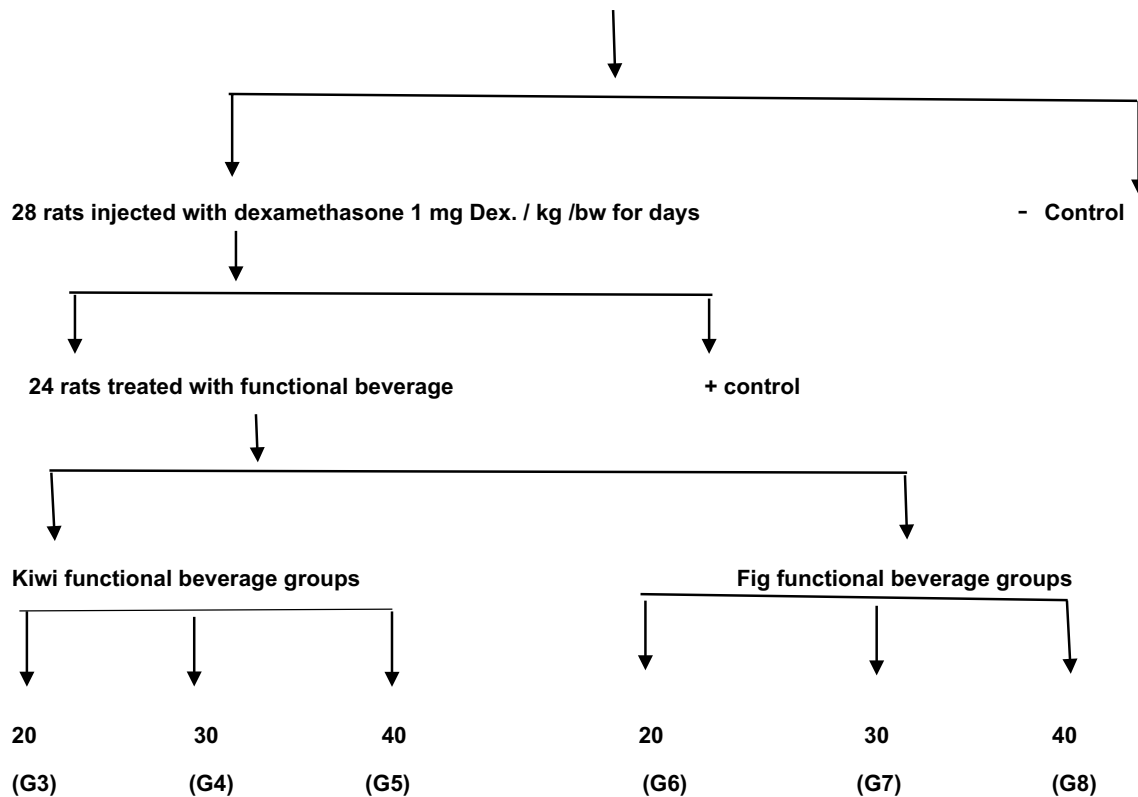 28 rats injected with dexamethasone 1 mg Dex. / kg /bw for days - Control
24 rats treated with functional beverage + control
Kiwi functional beverage groups Fig functional beverage groups
20 30 40 20 30 40
(G3) (G4) (G5) (G6) (G7) (G8)